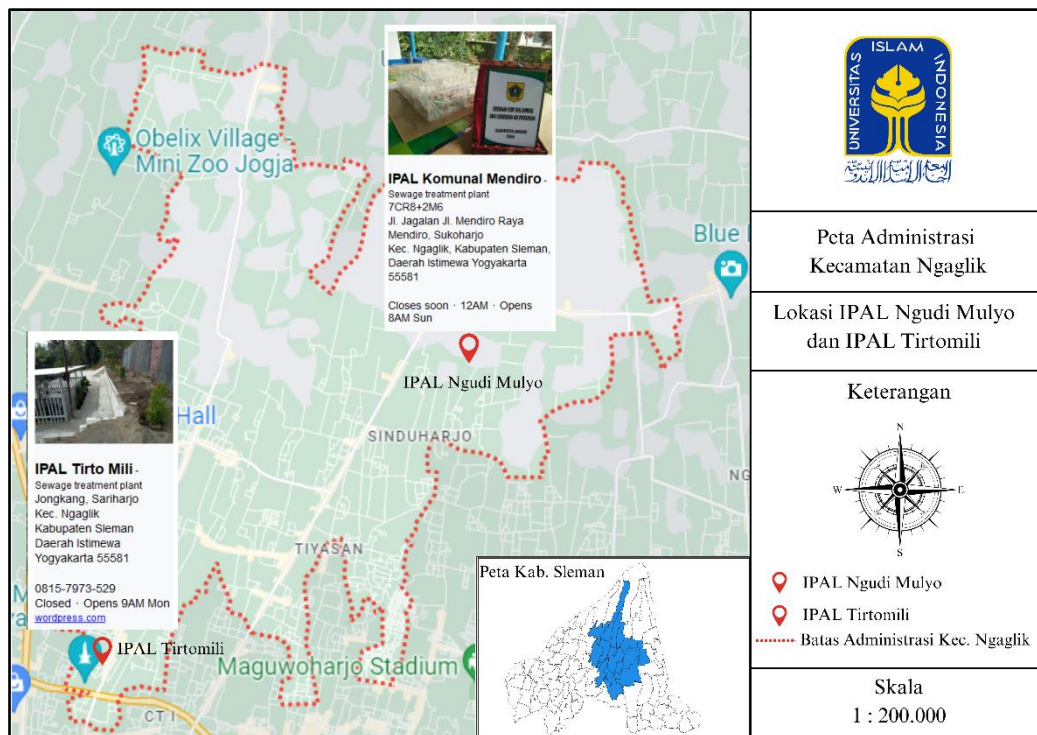 Obelix Village -
Mini Zoo Jogja
IPAL Komunal Mendiro -
Sewage treatment plant
7CR8+2M6
Jl. Jagalan Jl. Mendiro Raya
Mendiro, Sukoharjo
Kec. Ngaglik, Kabupaten Sleman,
Daerah Istimewa Yogyakarta
55581
Closes soon · 12AM · Opens
8AM Sun
Blue
IPAL Ngudi Mulyo
Hall
SINDUHARJO
NG
IPAL Tirto Mili -
Sewage treatment plant
Jongkang, Sariharjo
Kec. Ngaglik
Kabupaten Sleman
Daerah Istimewa
Yogyakarta 55581
0815-7973-529
Closed · Opens 9AM Mon
wordpress.com
TIYASAN
M
IPAL Tirtomili
Maguwoharjo Stadium
CT I
Peta Kab. Sleman
UNIVERSITAS
ISLAM
INDONESIA
Peta Administrasi
Kecamatan Ngaglik
Lokasi IPAL Ngudi Mulyo
dan IPAL Tirtomili
Keterangan
N
W
E
S
IPAL Ngudi Mulyo
IPAL Tirtomili
Batas Administrasi Kec. Ngaglik
Skala
1 : 200.000